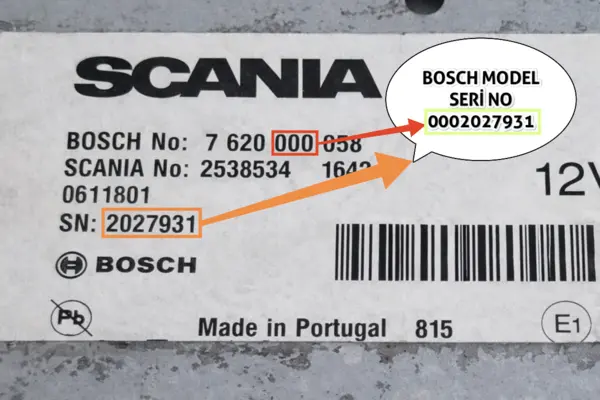 SCANIA
BOSCH MODEL
SERİ NO
0002027931
BOSCH No: 7 620 000 058
SCANIA No: 2538534 1642
0611801
12V
SN: 2027931
BOSCH
Pb
Made in Portugal 815
E1